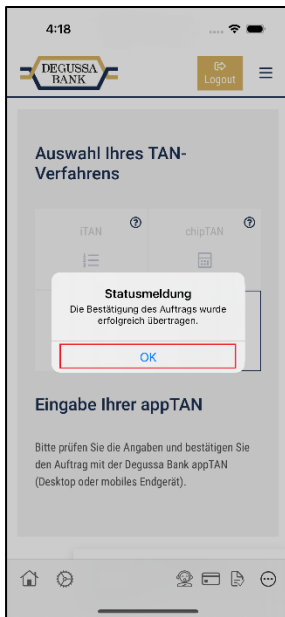 4:18
DEGUSSA
BANK
Logout
Auswahl Ihres TAN-
Verfahrens
iTAN
chipTAN
Statusmeldung
Die Bestätigung des Auftrags wurde
erfolgreich übertragen.
OK
Eingabe Ihrer appTAN
Bitte prüfen Sie die Angaben und bestätigen Sie
den Auftrag mit der Degussa Bank appTAN
(Desktop oder mobiles Endgerät).